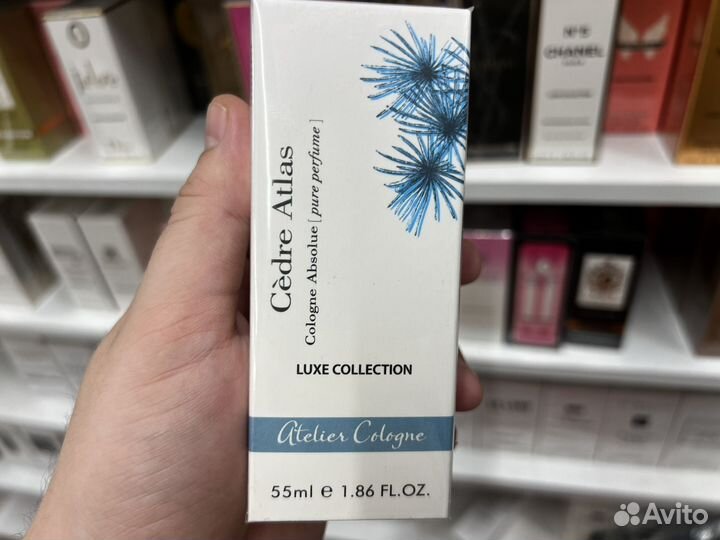 Cèdre Atlas
Cologne Absolue [ pure perfume ]
LUXE COLLECTION
Atelier Cologne
55ml e 1.86 FL.OZ.
N°5
CHANEL
Avito